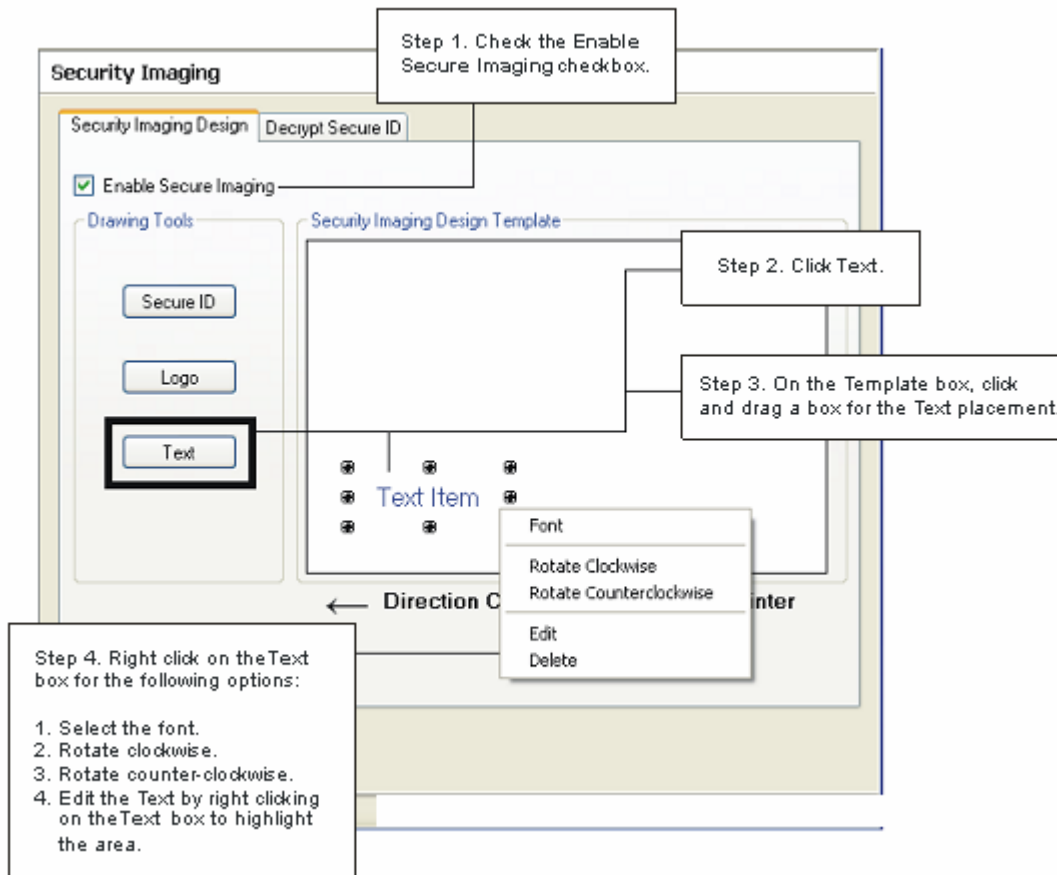 Step 1. Check the Enable
Secure Imaging checkbox.
Security Imaging
Security Imaging Design
Decrypt Secure ID
Enable Secure Imaging
Drawing Tools
Security Imaging Design Template
Step 2. Click Text.
Secure ID
Logo
Step 3. On the Template box, click
and drag a box for the Text placement.
Text
Text Item
Font
Rotate Clockwise
Rotate Counterclockwise
Edit
Delete
← Direction C
Step 4. Right click on the Text
box for the following options:
1. Select the font.
2. Rotate clockwise.
3. Rotate counter-clockwise.
4. Edit the Text by right clicking
on the Text box to highlight
the area.